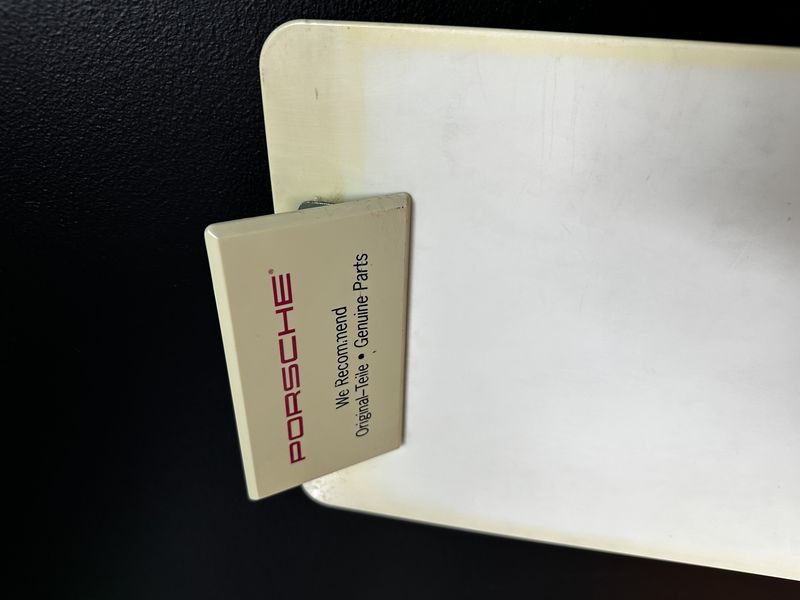 PORSCHE®
We Recommend
Original-Teile • Genuine Parts